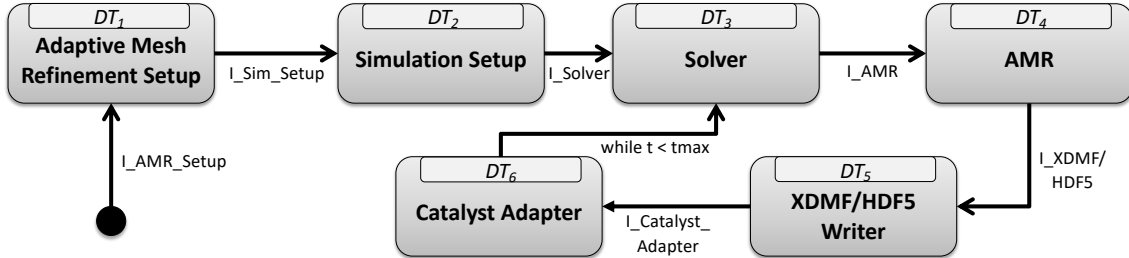 DT₁
Adaptive Mesh
Refinement Setup
I_Sim_Setup
DT₂
Simulation Setup
I_Solver
DT₃
Solver
I_AMR
DT₄
AMR
I_AMR_Setup
while t < tmax
I_XDMF/
HDF5
DT₆
Catalyst Adapter
I_Catalyst_
Adapter
DT₅
XDMF/HDF5
Writer